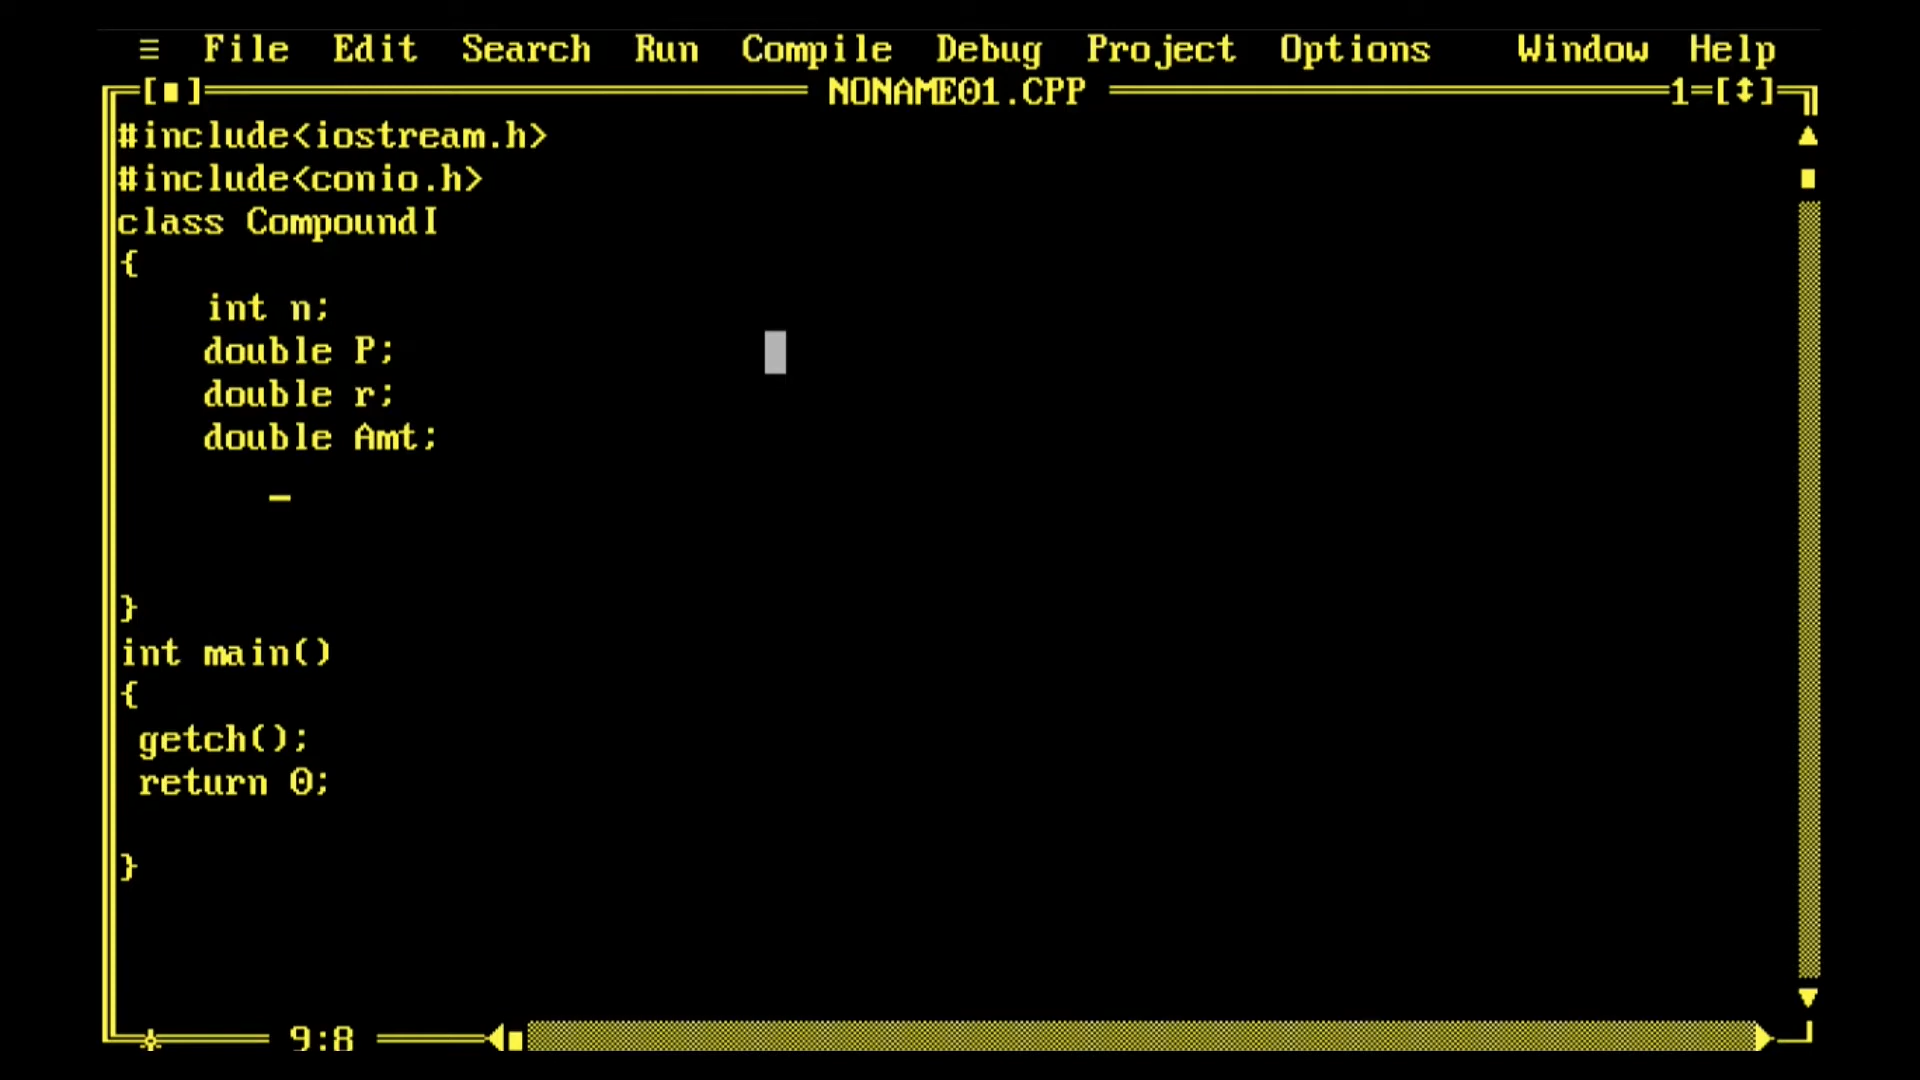 ≡ File Edit Search Run Compile Debug Project Options Window Help
[■] NONAME01.CPP 1=[↕]
#include<iostream.h>
#include<conio.h>
class CompoundI
{
int n;
double P;
double r;
double Amt;
}
int main()
{
getch();
return 0;
}
9:8